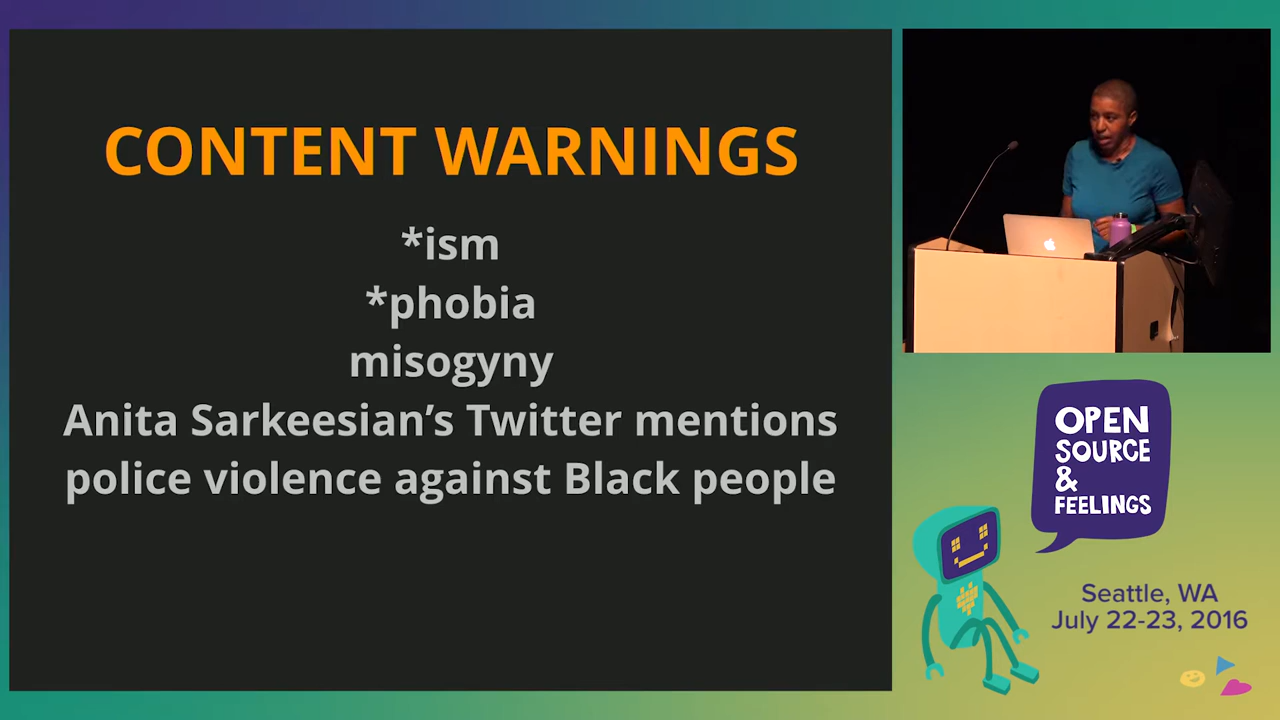 CONTENT WARNINGS
*ism
*phobia
misogyny
Anita Sarkeesian’s Twitter mentions
police violence against Black people
OPEN
SOURCE
&
FEELINGS
Seattle, WA
July 22-23, 2016